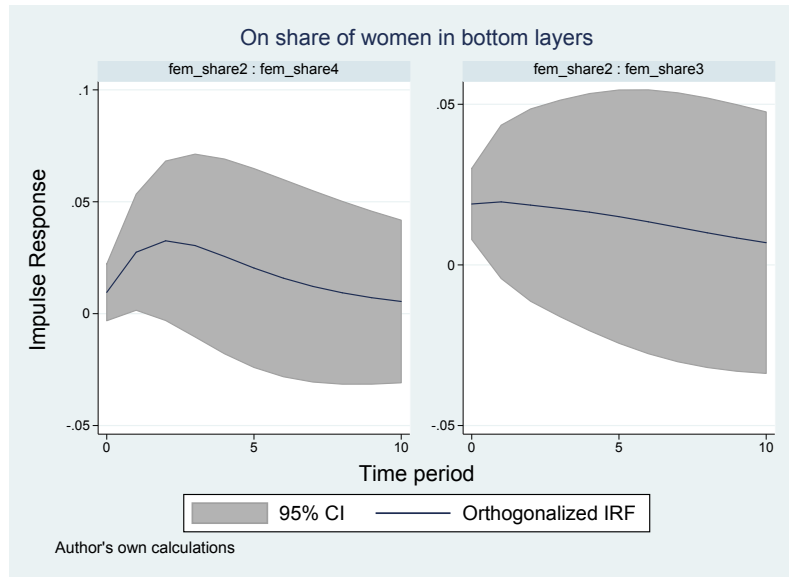 On share of women in bottom layers
fem_share2 : fem_share4
fem_share2 : fem_share3
Impulse Response
.1
.05
0
-.05
0
5
10
.05
0
-.05
0
5
10
Time period
95% CI
Orthogonalized IRF
Author's own calculations